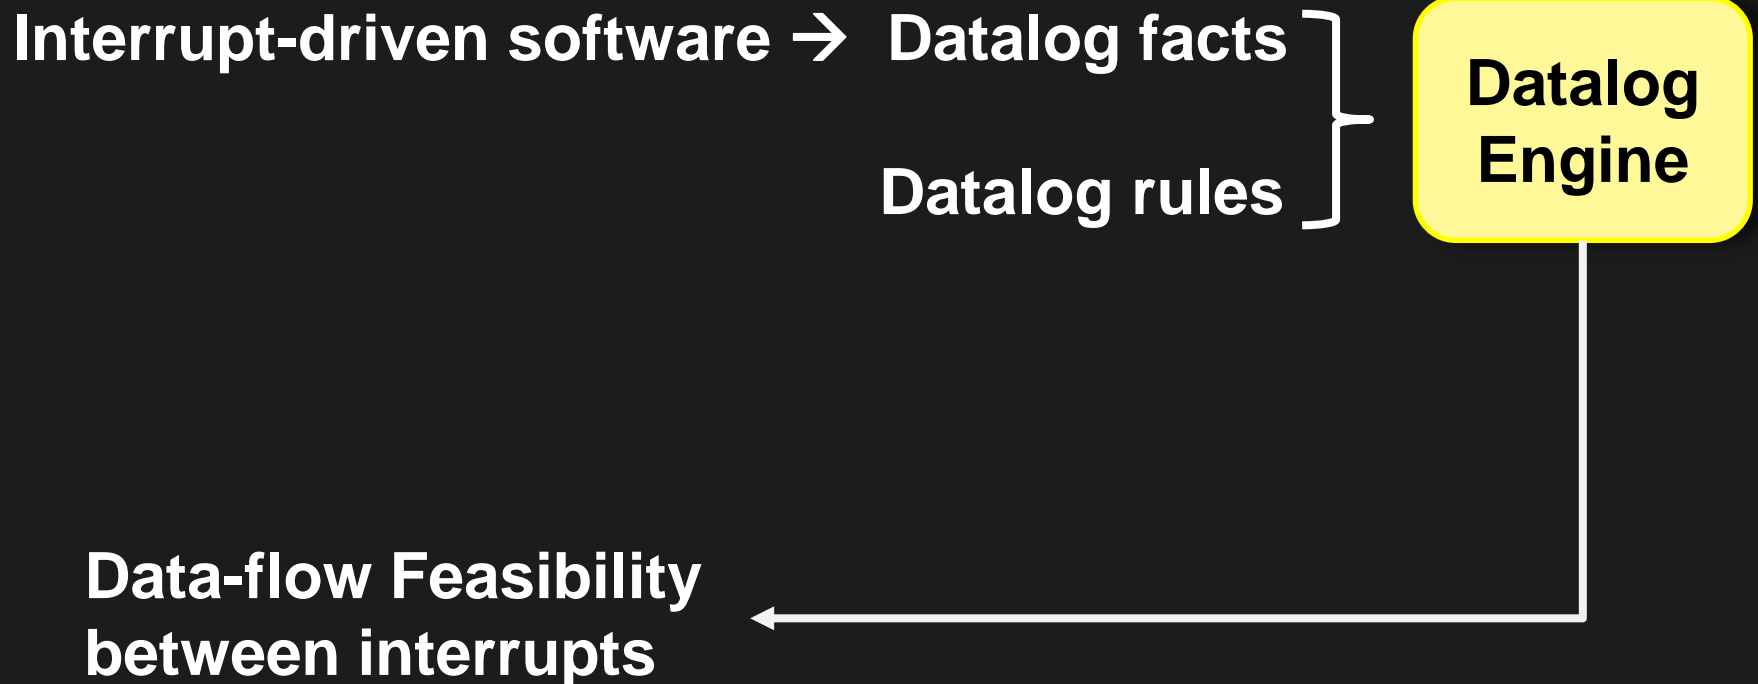 Interrupt-driven software → Datalog facts
Datalog rules
Datalog
Engine
Data-flow Feasibility
between interrupts